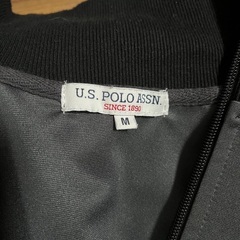 U.S. POLO ASSN.
SINCE 1890
M